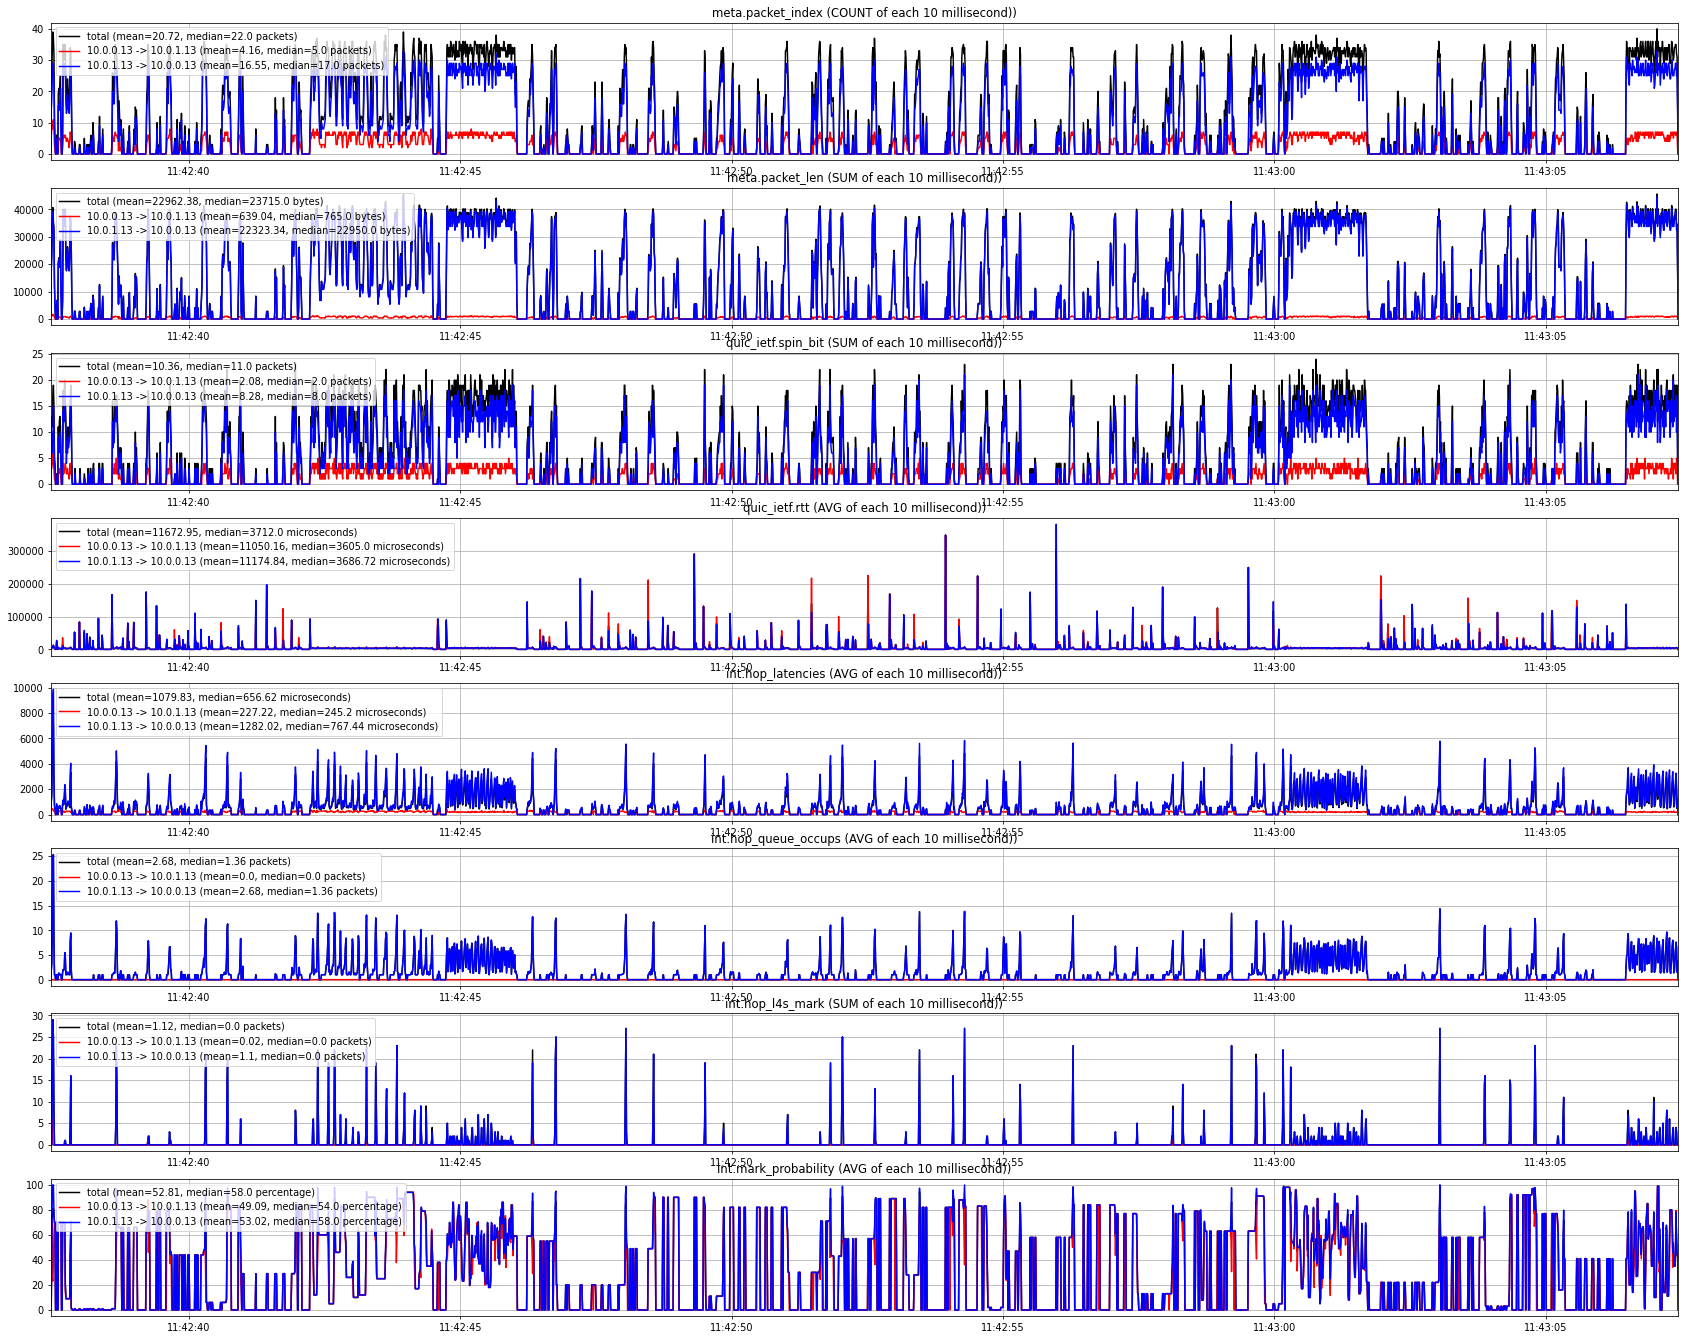 meta.packet_index (COUNT of each 10 millisecond))
40
30
20
10
0
total (mean=20.72, median=22.0 packets)
10.0.0.13 -> 10.0.1.13 (mean=4.16, median=5.0 packets)
10.0.1.13 -> 10.0.0.13 (mean=16.55, median=17.0 packets)
11:42:40 11:42:45 11:42:50 11:42:55 11:43:00 11:43:05
meta.packet_len (SUM of each 10 millisecond))
40000
30000
20000
10000
0
total (mean=22962.38, median=23715.0 bytes)
10.0.0.13 -> 10.0.1.13 (mean=639.04, median=765.0 bytes)
10.0.1.13 -> 10.0.0.13 (mean=22323.34, median=22950.0 bytes)
11:42:40 11:42:45 11:42:50 11:42:55 11:43:00 11:43:05
quic_ietf.spin_bit (SUM of each 10 millisecond))
25
20
15
10
5
0
total (mean=10.36, median=11.0 packets)
10.0.0.13 -> 10.0.1.13 (mean=2.08, median=2.0 packets)
10.0.1.13 -> 10.0.0.13 (mean=8.28, median=8.0 packets)
11:42:40 11:42:45 11:42:50 11:42:55 11:43:00 11:43:05
quic_ietf.rtt (AVG of each 10 millisecond))
300000
200000
100000
0
total (mean=11672.95, median=3712.0 microseconds)
10.0.0.13 -> 10.0.1.13 (mean=11050.16, median=3605.0 microseconds)
10.0.1.13 -> 10.0.0.13 (mean=11174.84, median=3686.72 microseconds)
11:42:40 11:42:45 11:42:50 11:42:55 11:43:00 11:43:05
int.hop_latencies (AVG of each 10 millisecond))
10000
8000
6000
4000
2000
0
total (mean=1079.83, median=656.62 microseconds)
10.0.0.13 -> 10.0.1.13 (mean=227.22, median=245.2 microseconds)
10.0.1.13 -> 10.0.0.13 (mean=1282.02, median=767.44 microseconds)
11:42:40 11:42:45 11:42:50 11:42:55 11:43:00 11:43:05
int.hop_queue_occups (AVG of each 10 millisecond))
25
20
15
10
5
0
total (mean=2.68, median=1.36 packets)
10.0.0.13 -> 10.0.1.13 (mean=0.0, median=0.0 packets)
10.0.1.13 -> 10.0.0.13 (mean=2.68, median=1.36 packets)
11:42:40 11:42:45 11:42:50 11:42:55 11:43:00 11:43:05
int.hop_l4s_mark (SUM of each 10 millisecond))
30
25
20
15
10
5
0
total (mean=1.12, median=0.0 packets)
10.0.0.13 -> 10.0.1.13 (mean=0.02, median=0.0 packets)
10.0.1.13 -> 10.0.0.13 (mean=1.1, median=0.0 packets)
11:42:40 11:42:45 11:42:50 11:42:55 11:43:00 11:43:05
int.mark_probability (AVG of each 10 millisecond))
100
80
60
40
20
0
total (mean=52.81, median=58.0 percentage)
10.0.0.13 -> 10.0.1.13 (mean=49.09, median=54.0 percentage)
10.0.1.13 -> 10.0.0.13 (mean=53.02, median=58.0 percentage)
11:42:40 11:42:45 11:42:50 11:42:55 11:43:00 11:43:05